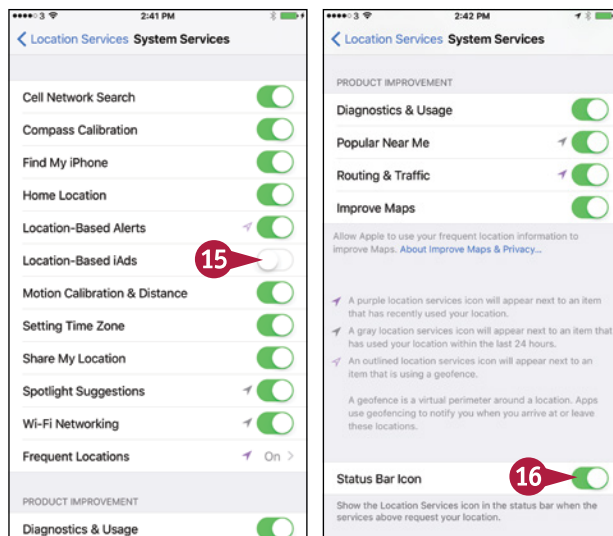 3 2:41 PM
Location Services System Services
Cell Network Search
Compass Calibration
Find My iPhone
Home Location
Location-Based Alerts
Location-Based iAds
15
Motion Calibration & Distance
Setting Time Zone
Share My Location
Spotlight Suggestions
Wi-Fi Networking
Frequent Locations On
PRODUCT IMPROVEMENT
Diagnostics & Usage
3 2:42 PM
Location Services System Services
PRODUCT IMPROVEMENT
Diagnostics & Usage
Popular Near Me
Routing & Traffic
Improve Maps
Allow Apple to use your frequent location information to
improve Maps. About Improve Maps & Privacy...
A purple location services icon will appear next to an item
that has recently used your location.
A gray location services icon will appear next to an item that
has used your location within the last 24 hours.
An outlined location services icon will appear next to an
item that is using a geofence.
A geofence is a virtual perimeter around a location. Apps
use geofencing to notify you when you arrive at or leave
these locations.
Status Bar Icon
16
Show the Location Services icon in the status bar when the
services above request your location.